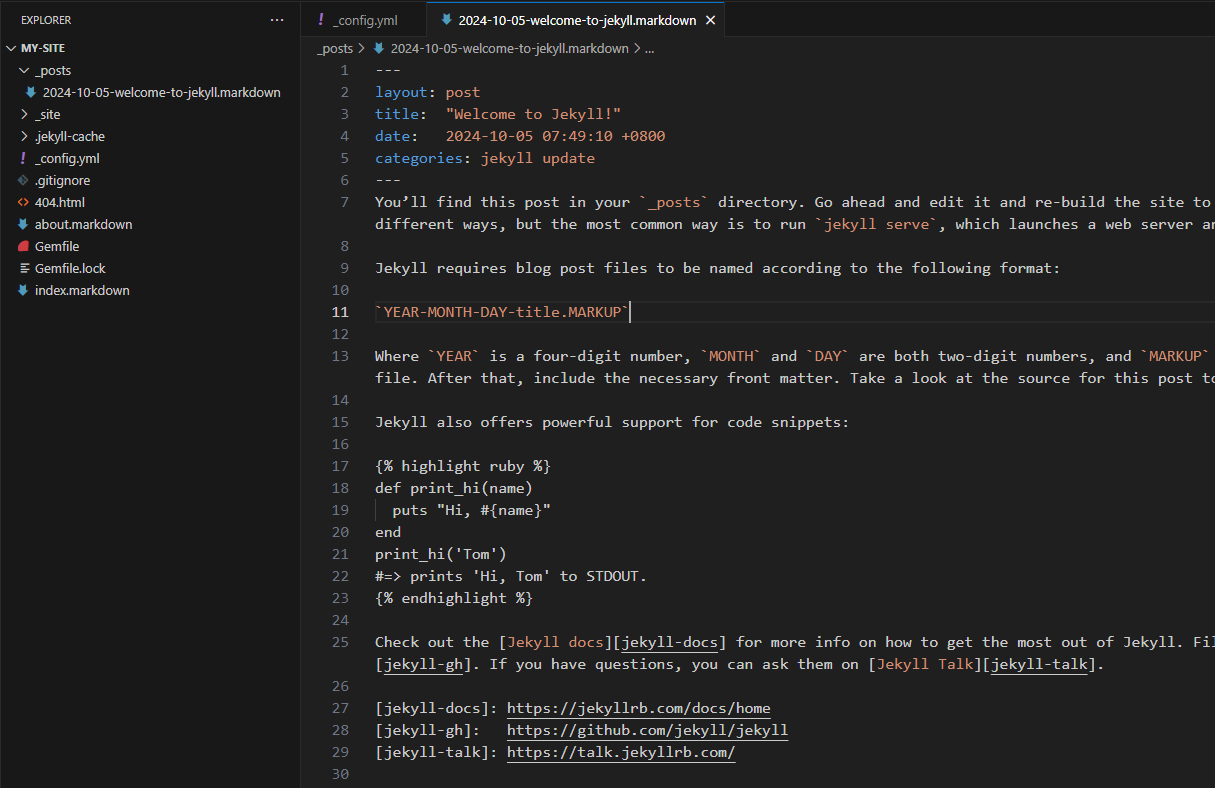 EXPLORER
MY-SITE
_posts
2024-10-05-welcome-to-jekyll.markdown
_site
.jekyll-cache
_config.yml
.gitignore
404.html
about.markdown
Gemfile
Gemfile.lock
index.markdown
_config.yml
2024-10-05-welcome-to-jekyll.markdown
_posts > 2024-10-05-welcome-to-jekyll.markdown > ...
1 ---
2 layout: post
3 title:  "Welcome to Jekyll!"
4 date:   2024-10-05 07:49:10 +0800
5 categories: jekyll update
6 ---
7 You’ll find this post in your `_posts` directory. Go ahead and edit it and re-build the site to
different ways, but the most common way is to run `jekyll serve`, which launches a web server
8
9 Jekyll requires blog post files to be named according to the following format:
10
11 `YEAR-MONTH-DAY-title.MARKUP`
12
13 Where `YEAR` is a four-digit number, `MONTH` and `DAY` are both two-digit numbers, and `MARKUP`
file. After that, include the necessary front matter. Take a look at the source for this post to
14
15 Jekyll also offers powerful support for code snippets:
16
17 {% highlight ruby %}
18 def print_hi(name)
19   puts "Hi, #{name}"
20 end
21 print_hi('Tom')
22 #=> prints 'Hi, Tom' to STDOUT.
23 {% endhighlight %}
24
25 Check out the [Jekyll docs][jekyll-docs] for more info on how to get the most out of Jekyll.
[jekyll-gh]. If you have questions, you can ask them on [Jekyll Talk][jekyll-talk].
26
27 [jekyll-docs]: https://jekyllrb.com/docs/home
28 [jekyll-gh]:   https://github.com/jekyll/jekyll
29 [jekyll-talk]: https://talk.jekyllrb.com/
30